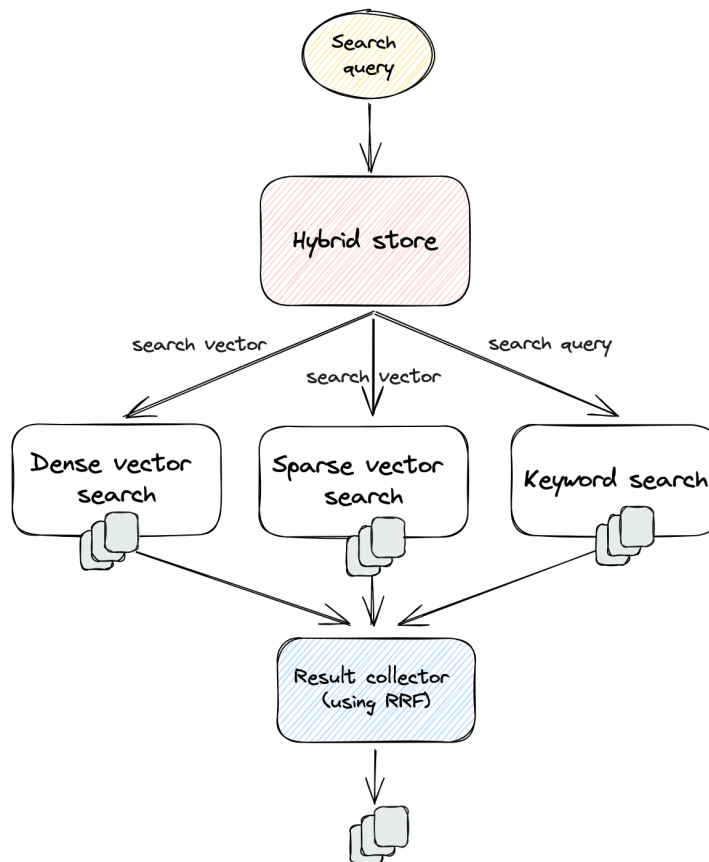 Search
query
Hybrid store
search vector
search vector
search query
Dense vector
search
Sparse vector
search
Keyword search
Result collector
(using RRF)